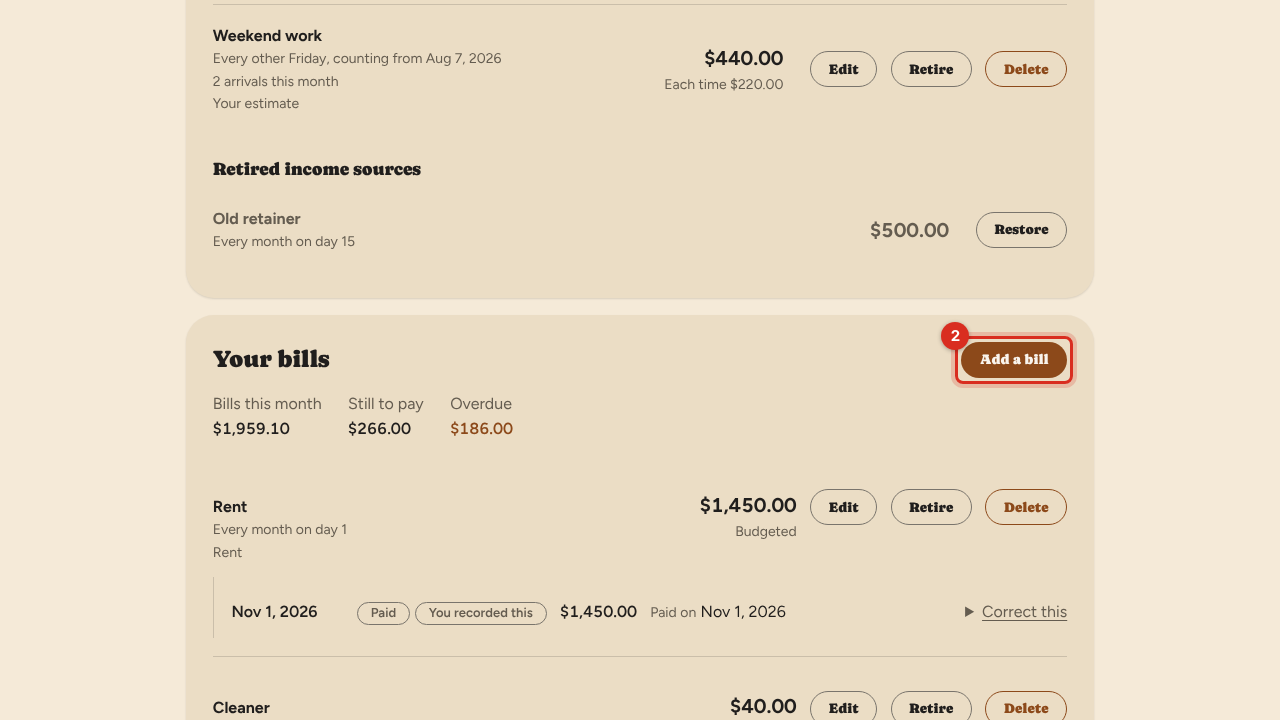 Weekend work
Every other Friday, counting from Aug 7, 2026
2 arrivals this month
Your estimate
$440.00
Each time $220.00
Edit
Retire
Delete
Retired income sources
Old retainer
Every month on day 15
$500.00
Restore
Your bills
2
Add a bill
Bills this month
$1,959.10
Still to pay
$266.00
Overdue
$186.00
Rent
Every month on day 1
Rent
$1,450.00
Budgeted
Edit
Retire
Delete
Nov 1, 2026
Paid
You recorded this
$1,450.00
Paid on Nov 1, 2026
Correct this
Cleaner
$40.00
Edit
Retire
Delete